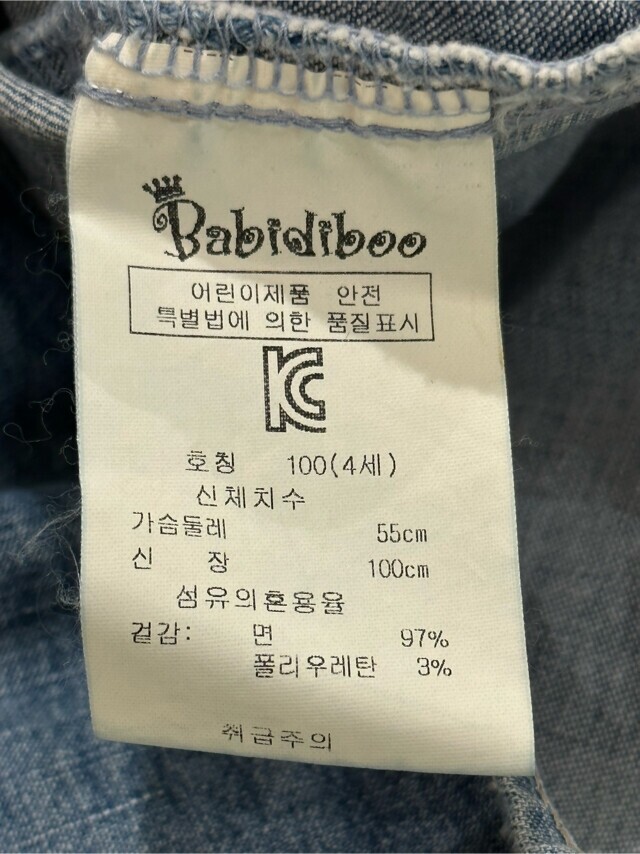 Babidiboo
어린이제품 안전
특별법에 의한 품질표시
KC
호칭 100(4세)
신체치수
가슴둘레 55cm
신 장 100cm
섬유의혼용율
겉감: 면 97%
폴리우레탄 3%
취급주의